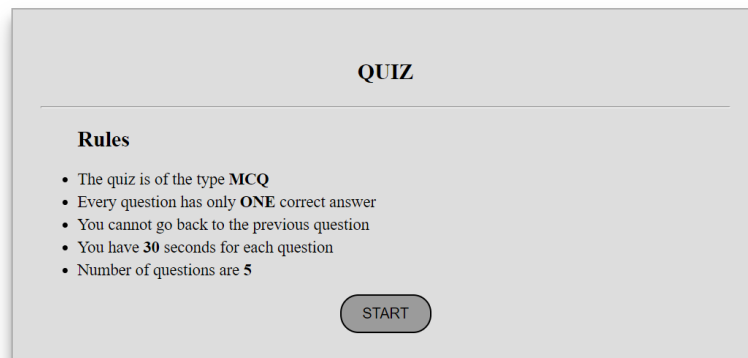 QUIZ
Rules
The quiz is of the type MCQ
Every question has only ONE correct answer
You cannot go back to the previous question
You have 30 seconds for each question
Number of questions are 5
START